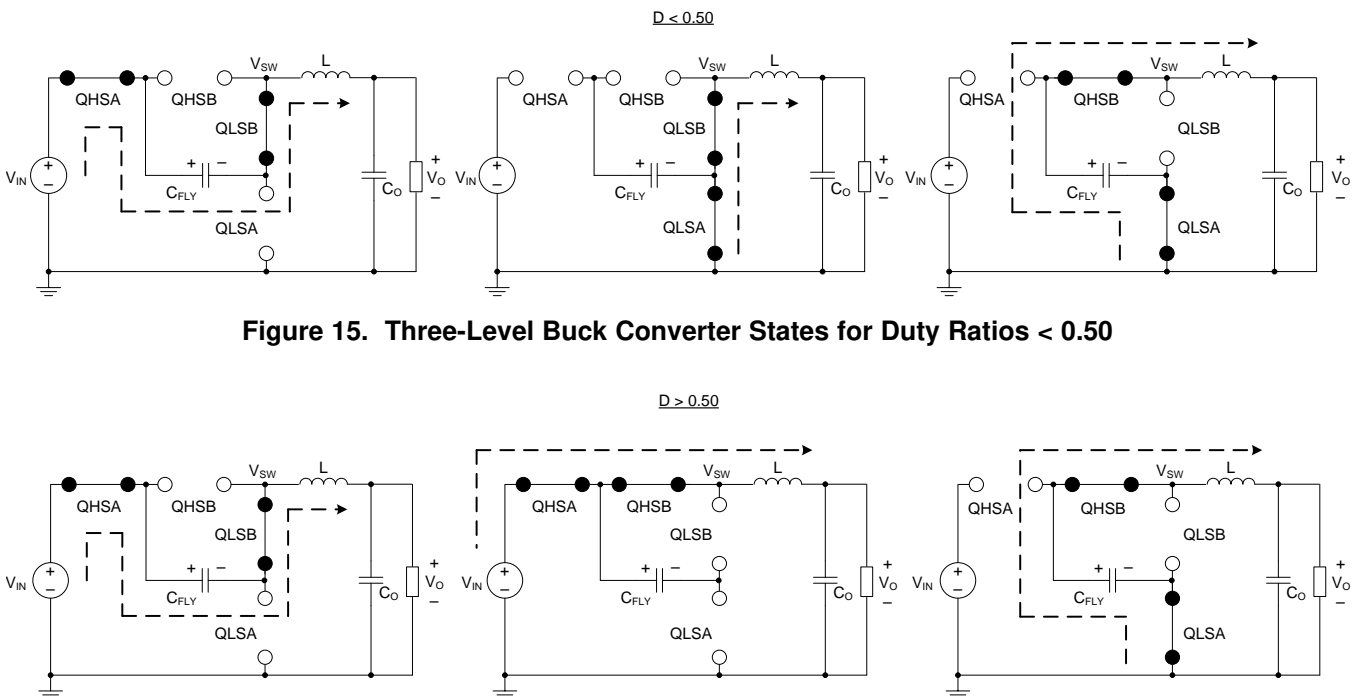 D < 0.50
V_SW L
QHSA QHSB
QLSB
V_IN + − + − C_FLY C_O + V_O −
QLSA
V_SW L
QHSA QHSB
QLSB
V_IN + − + − C_FLY C_O + V_O −
QLSA
V_SW L
QHSA QHSB
QLSB
V_IN + − + − C_FLY C_O + V_O −
QLSA
Figure 15. Three-Level Buck Converter States for Duty Ratios < 0.50
D > 0.50
V_SW L
QHSA QHSB
QLSB
V_IN + − + − C_FLY C_O + V_O −
QLSA
V_SW L
QHSA QHSB
QLSB
V_IN + − + − C_FLY C_O + V_O −
QLSA
V_SW L
QHSA QHSB
QLSB
V_IN + − + − C_FLY C_O + V_O −
QLSA